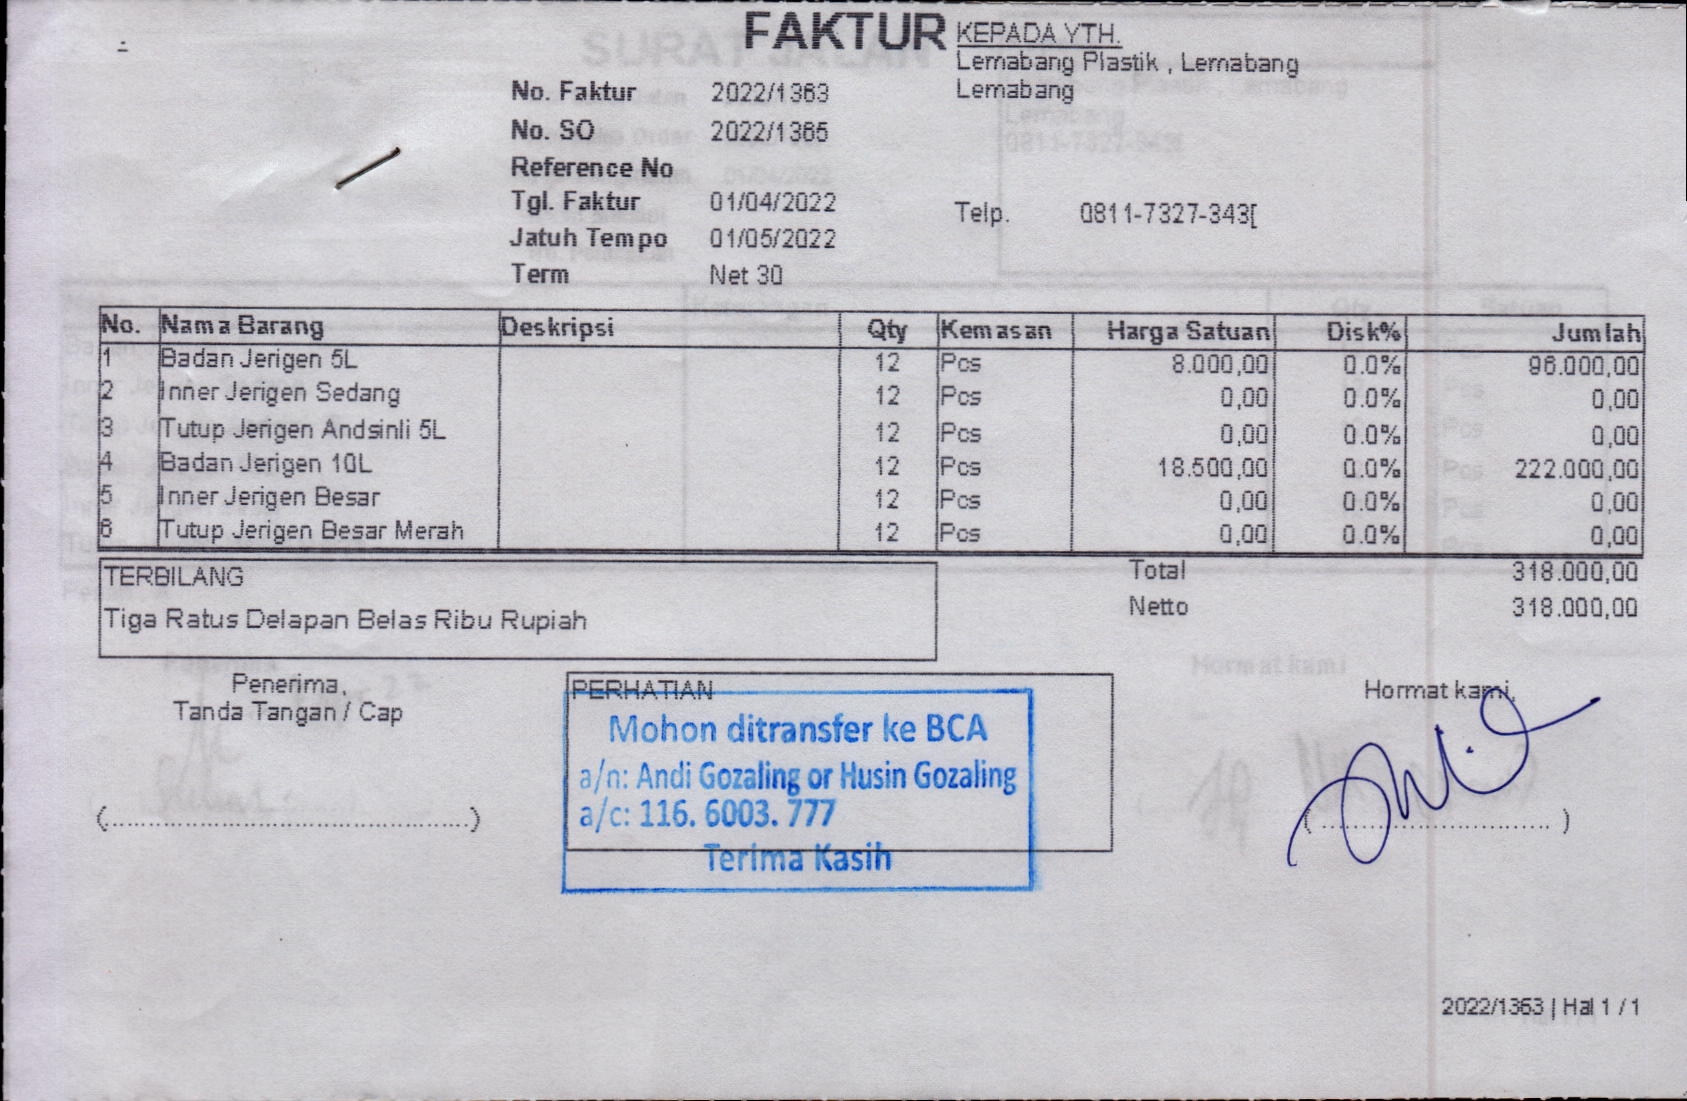 FAKTUR
KEPADA YTH.
Lemabang Plastik , Lemabang
Lemabang
No. Faktur 2022/1363
No. SO 2022/1365
Reference No
Tgl. Faktur 01/04/2022
Telp. 0811-7327-343[
Jatuh Tempo 01/05/2022
Term Net 30
No. Nama Barang Deskripsi Qty Kemasan Harga Satuan Disk% Jumlah
1 Badan Jerigen 5L 12 Pcs 8.000,00 0.0% 96.000,00
2 Inner Jerigen Sedang 12 Pcs 0,00 0.0% 0,00
3 Tutup Jerigen Andsinli 5L 12 Pcs 0,00 0.0% 0,00
4 Badan Jerigen 10L 12 Pcs 18.500,00 0.0% 222.000,00
5 Inner Jerigen Besar 12 Pcs 0,00 0.0% 0,00
6 Tutup Jerigen Besar Merah 12 Pcs 0,00 0.0% 0,00
TERBILANG
Tiga Ratus Delapan Belas Ribu Rupiah
Total 318.000,00
Netto 318.000,00
Penerima,
Tanda Tangan / Cap
PERHATIAN
Mohon ditransfer ke BCA
a/n: Andi Gozaling or Husin Gozaling
a/c: 116. 6003. 777
Terima Kasih
Hormat kami,
(................................................)
(.............................. )
2022/1363 | Hal 1 / 1